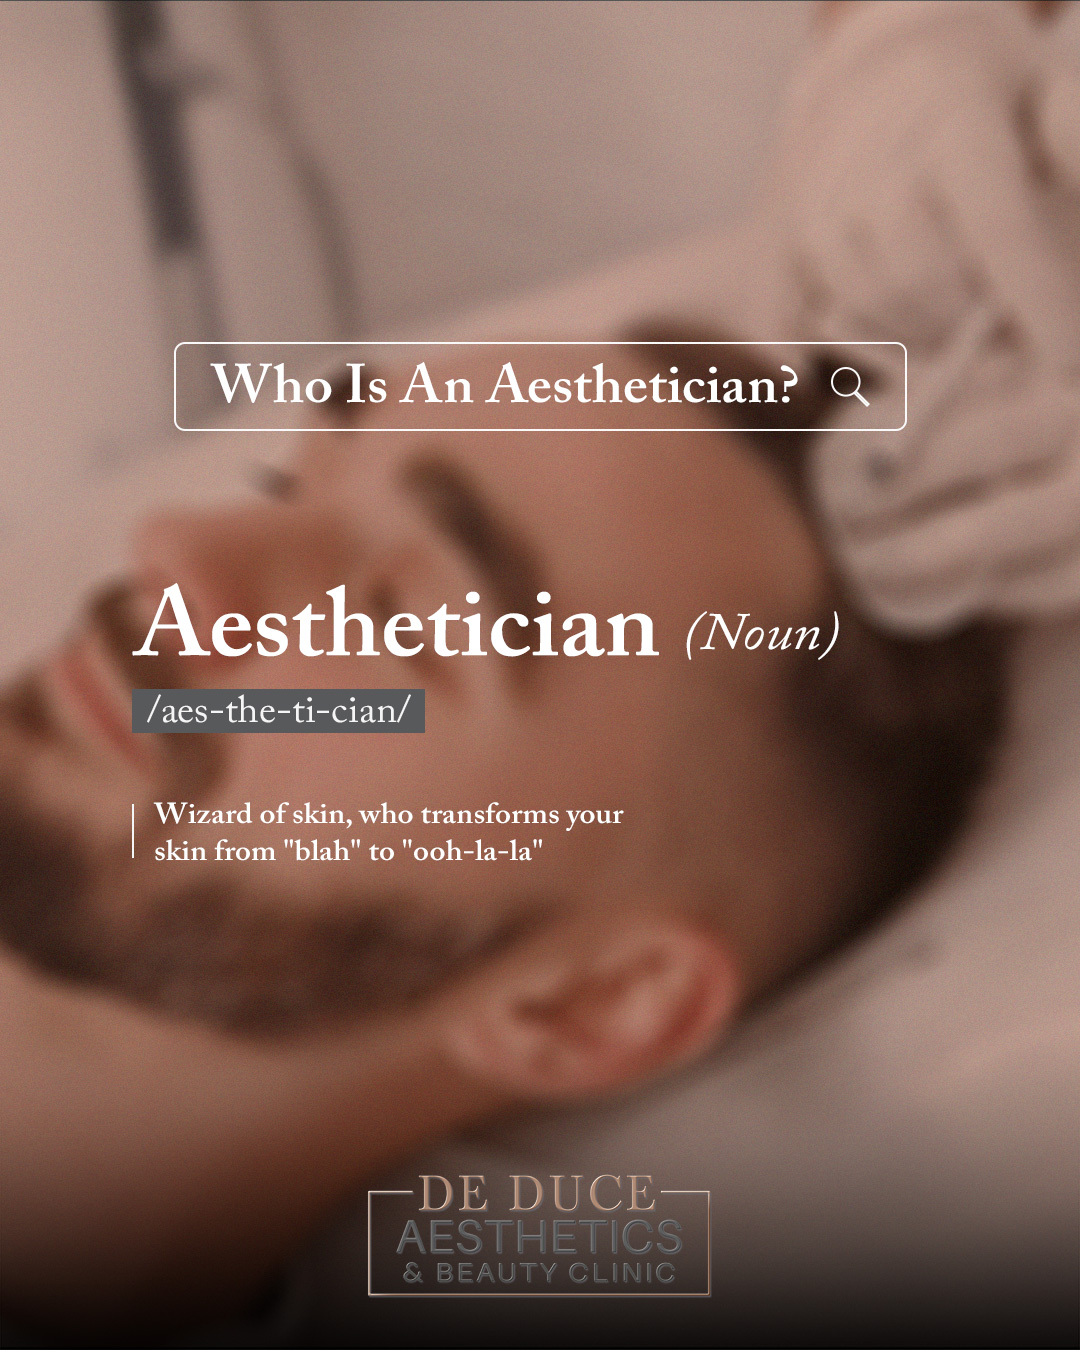 Who Is An Aesthetician?
Aesthetician (Noun)
/aes-the-ti-cian/
Wizard of skin, who transforms your
skin from "blah" to "ooh-la-la"
DE DUCE
AESTHETICS
& BEAUTY CLINIC